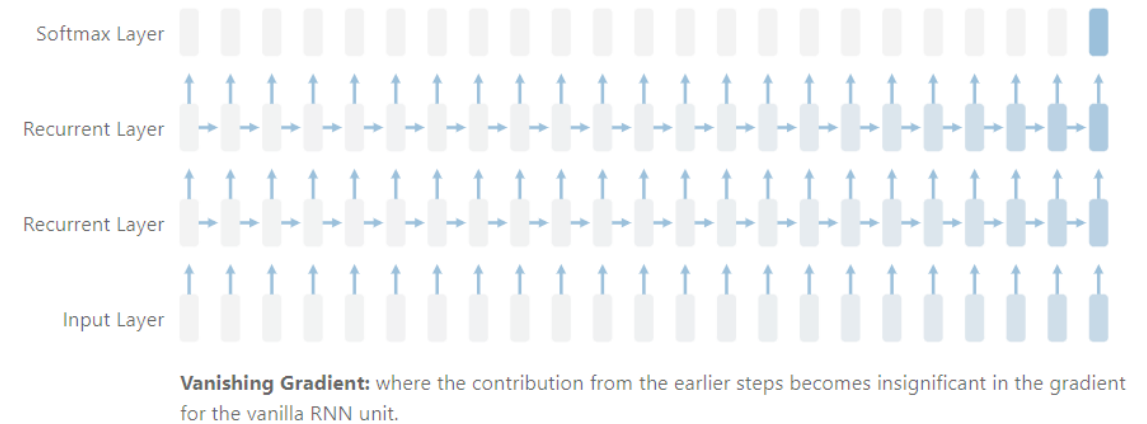 Softmax Layer
Recurrent Layer
Recurrent Layer
Input Layer
Vanishing Gradient: where the contribution from the earlier steps becomes insignificant in the gradient
for the vanilla RNN unit.